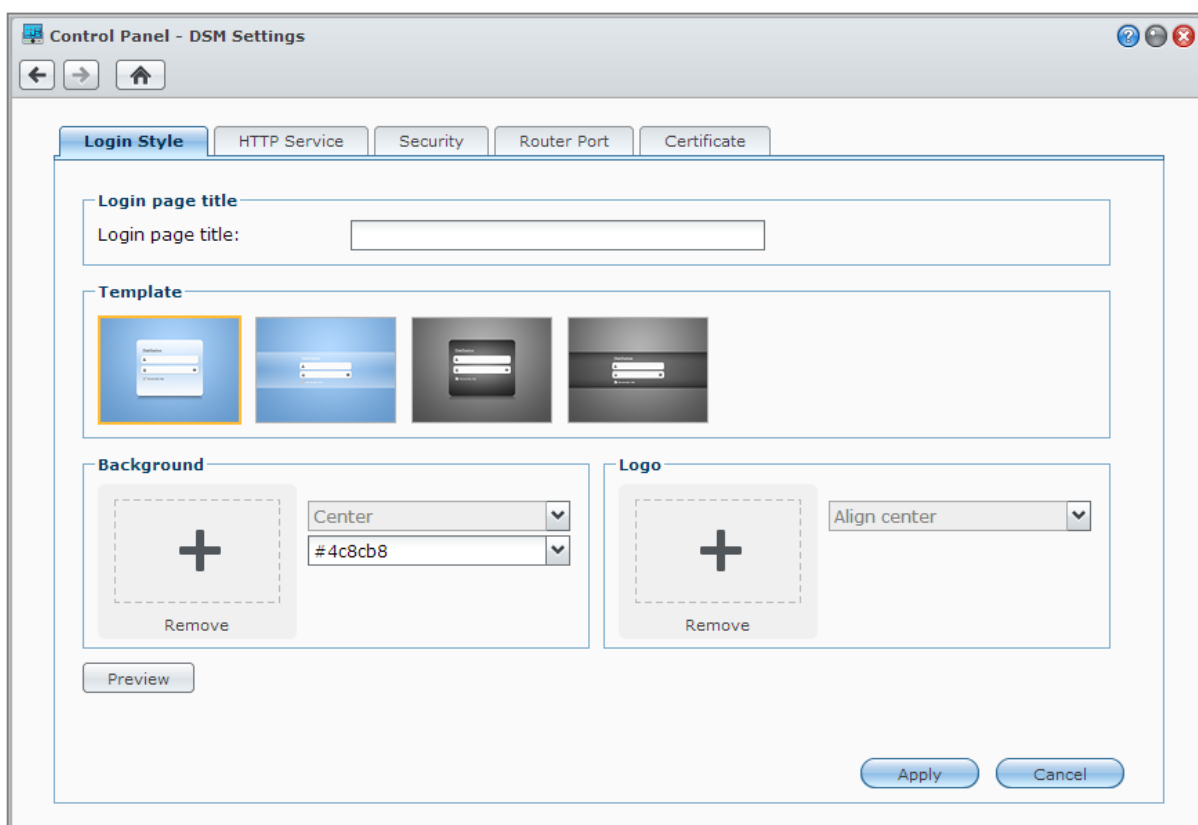 Control Panel - DSM Settings
Login Style HTTP Service Security Router Port Certificate
Login page title
Login page title:
Template
Background
Center
#4c8cb8
Remove
Logo
Align center
Remove
Preview
Apply Cancel